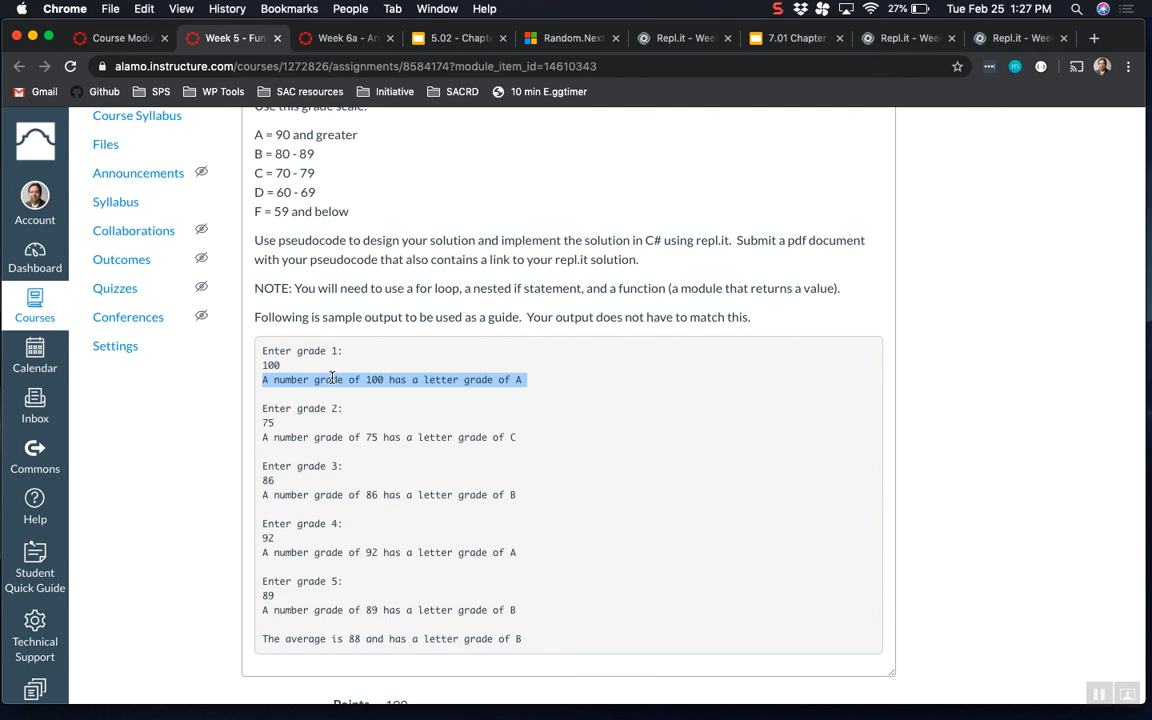 Chrome File Edit View History Bookmarks People Tab Window Help 27% Tue Feb 25 1:27 PM
Course Modu Week 5 - Fun Week 6a - Ar 5.02 - Chapt Random.Next Repl.it - Wee 7.01 Chapter Repl.it - Wee Repl.it - Wee
alamo.instructure.com/courses/1272826/assignments/8584174?module_item_id=14610343
Gmail Github SPS WP Tools SAC resources Initiative SACRD 10 min E.ggtimer
Account
Dashboard
Courses
Calendar
Inbox
Commons
Help
Student
Quick Guide
Technical
Support
Course Syllabus
Files
Announcements
Syllabus
Collaborations
Outcomes
Quizzes
Conferences
Settings
Use this grade scale:
A = 90 and greater
B = 80 - 89
C = 70 - 79
D = 60 - 69
F = 59 and below
Use pseudocode to design your solution and implement the solution in C# using repl.it. Submit a pdf document
with your pseudocode that also contains a link to your repl.it solution.
NOTE: You will need to use a for loop, a nested if statement, and a function (a module that returns a value).
Following is sample output to be used as a guide. Your output does not have to match this.
Enter grade 1:
100
A number grade of 100 has a letter grade of A
Enter grade 2:
75
A number grade of 75 has a letter grade of C
Enter grade 3:
86
A number grade of 86 has a letter grade of B
Enter grade 4:
92
A number grade of 92 has a letter grade of A
Enter grade 5:
89
A number grade of 89 has a letter grade of B
The average is 88 and has a letter grade of B
Points 100